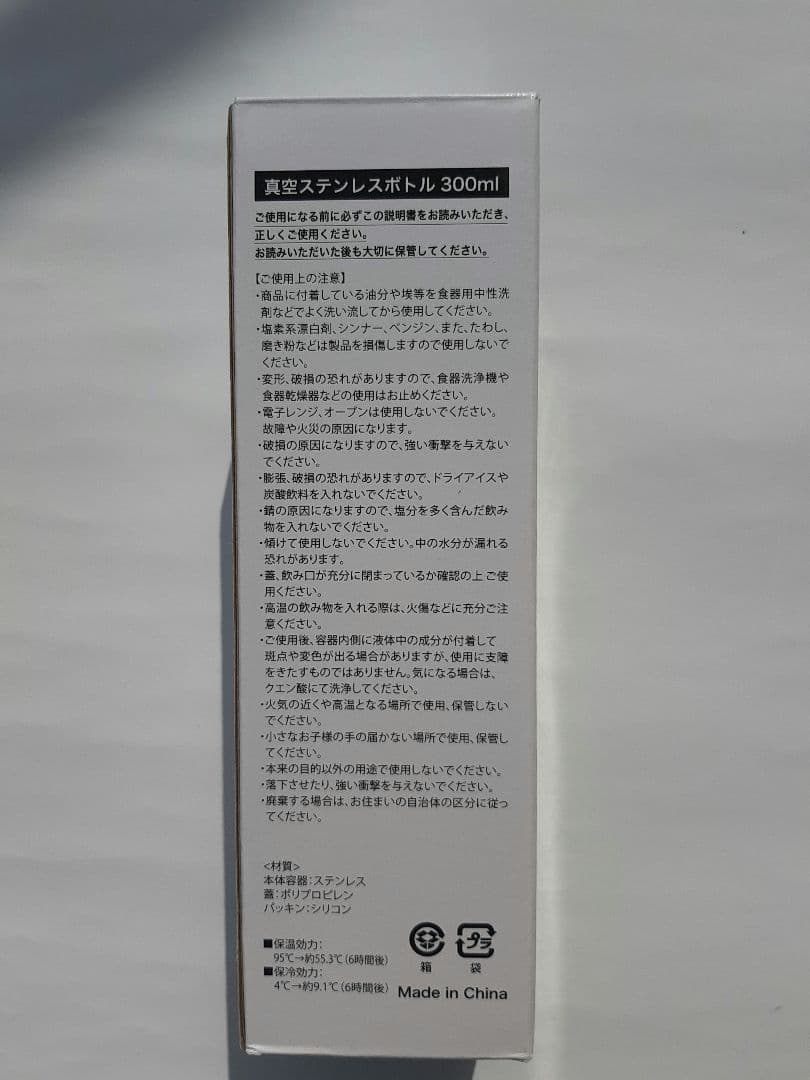 真空ステンレスボトル 300ml
ご使用になる前に必ずこの説明書をお読みいただき、
正しくご使用ください。
お読みいただいた後も大切に保管してください。
【ご使用上の注意】
・商品に付着している油分や埃等を食器用中性洗
剤などでよく洗い流してから使用してください。
・塩素系漂白剤、シンナー、ベンジン、また、たわし、
磨き粉などは製品を損傷しますので使用しないで
ください。
・変形、破損の恐れがありますので、食器洗浄機や
食器乾燥器などの使用はお止めください。
・電子レンジ、オーブンは使用しないでください。
故障や火災の原因になります。
・破損の原因になりますので、強い衝撃を与えない
でください。
・膨張、破損の恐れがありますので、ドライアイスや
炭酸飲料を入れないでください。
・錆の原因になりますので、塩分を多く含んだ飲み
物を入れないでください。
・傾けて使用しないでください。中の水分が漏れる
恐れがあります。
・蓋、飲み口が充分に閉まっているか確認の上ご使
用ください。
・高温の飲み物を入れる際は、火傷などに充分ご注
意ください。
・ご使用後、容器内側に液体中の成分が付着して
斑点や変色が出る場合がありますが、使用に支障
をきたすものではありません。気になる場合は、
クエン酸にて洗浄してください。
・火気の近くや高温となる場所で使用、保管しない
でください。
・小さなお子様の手の届かない場所で使用、保管し
てください。
・本来の目的以外の用途で使用しないでください。
・落下させたり、強い衝撃を与えないでください。
・廃棄する場合は、お住まいの自治体の区分に従っ
てください。
<材質>
本体容器:ステンレス
蓋:ポリプロピレン
パッキン:シリコン
■保温効力:
95℃→約55.3℃(6時間後)
■保冷効力:
4℃→約9.1℃(6時間後)
箱
プラ
袋
Made in China